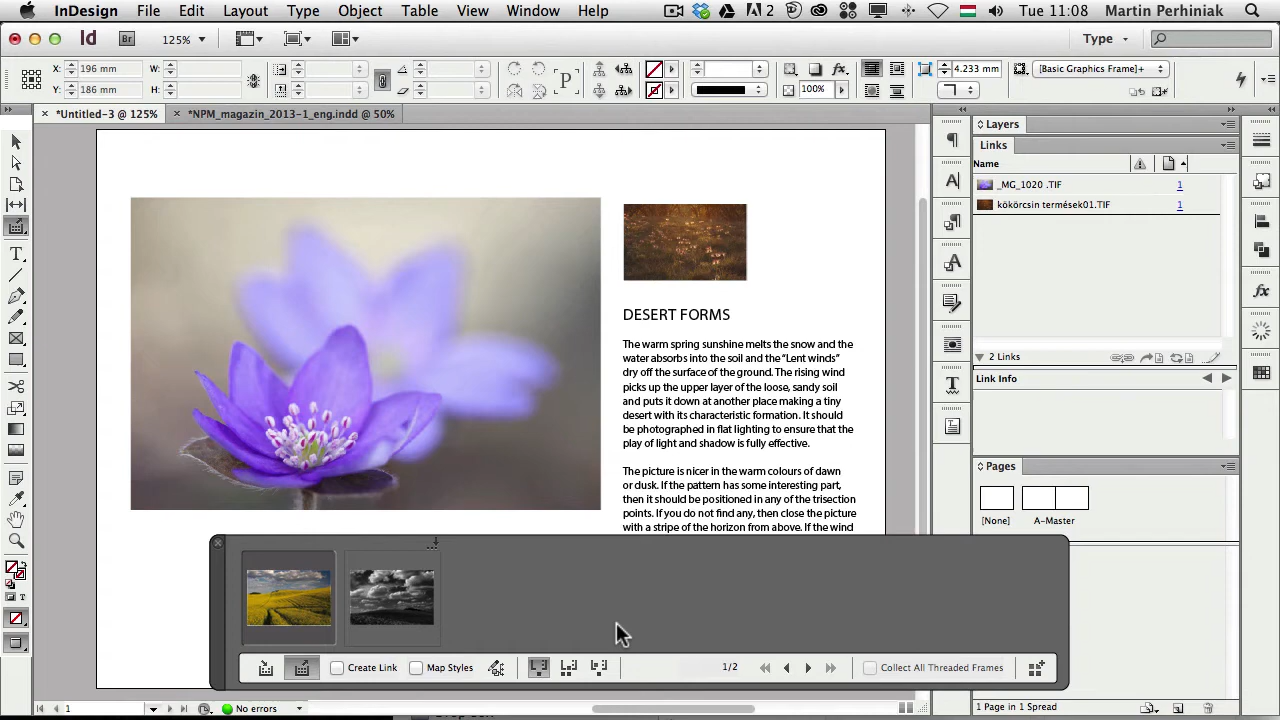 InDesign File Edit Layout Type Object Table View Window Help 2 Tue 11:08 Martin Perhiniak
Id Br 125% Type
X: 196 mm W: 4.233 mm
Y: 186 mm H: P 100% [Basic Graphics Frame]+
*Untitled-3 @ 125% *NPM_magazin_2013-1_eng.indd @ 50%
Layers
Links
Name
_MG_1020 .TIF 1
kökörcsin termések01.TIF 1
2 Links
Link Info
Pages
[None] A-Master
1 Page in 1 Spread
DESERT FORMS
The warm spring sunshine melts the snow and the
water absorbs into the soil and the “Lent winds”
dry off the surface of the ground. The rising wind
picks up the upper layer of the loose, sandy soil
and puts it down at another place making a tiny
desert with its characteristic formation. It should
be photographed in flat lighting to ensure that the
play of light and shadow is fully effective.
The picture is nicer in the warm colours of dawn
or dusk. If the pattern has some interesting part,
then it should be positioned in any of the trisection
points. If you do not find any, then close the picture
with a stripe of the horizon from above. If the wind
Create Link Map Styles 1/2 Collect All Threaded Frames
1 No errors